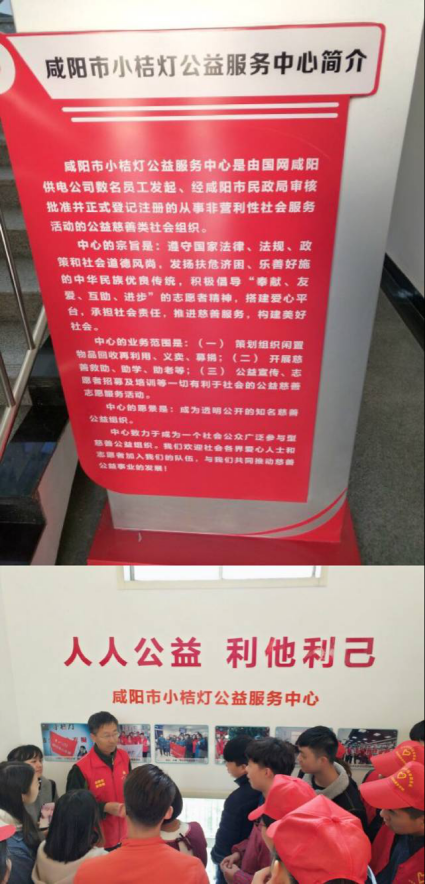 咸阳市小桔灯公益服务中心简介
咸阳市小桔灯公益服务中心是由国网咸阳
供电公司数名员工发起、经咸阳市民政局审核
批准并正式登记注册的从事非营利性社会服务
活动的公益慈善类社会组织。
中心的宗旨是：遵守国家法律、法规、政
策和社会道德风尚，发扬扶危济困、乐善好施
的中华民族优良传统，积极倡导“奉献、友
爱、互助、进步”的志愿者精神，搭建爱心平
台，承担社会责任，推进慈善服务，构建美好
社会。
中心的业务范围是：（一） 策划组织闲置
物品回收再利用、义卖、募捐；（二） 开展慈
善救助、助学、助老等；（三） 公益宣传、志
愿者招募及培训等一切有利于社会的公益慈善
志愿服务活动。
中心的愿景是：成为透明公开的知名慈善
公益组织。
中心致力于成为一个社会公众广泛参与型
慈善公益组织。我们欢迎社会各界爱心人士和
志愿者加入我们的队伍，与我们共同推动慈善
公益事业的发展！
人人公益 利他利己
咸阳市小桔灯公益服务中心